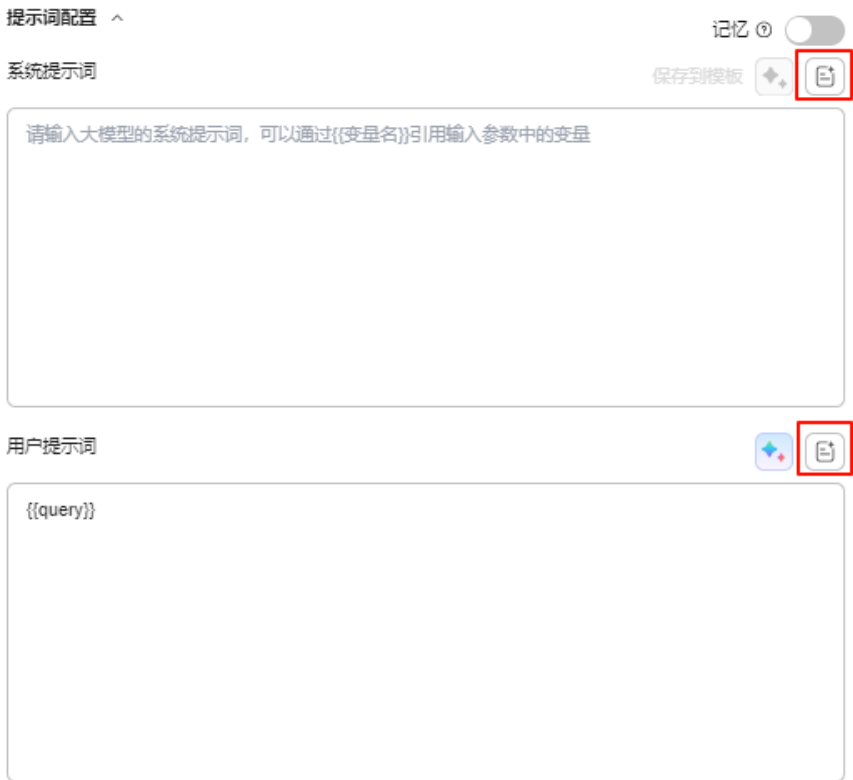 提示词配置
记忆
系统提示词
保存到模板
请输入大模型的系统提示词，可以通过{{变量名}}引用输入参数中的变量
用户提示词
{{query}}